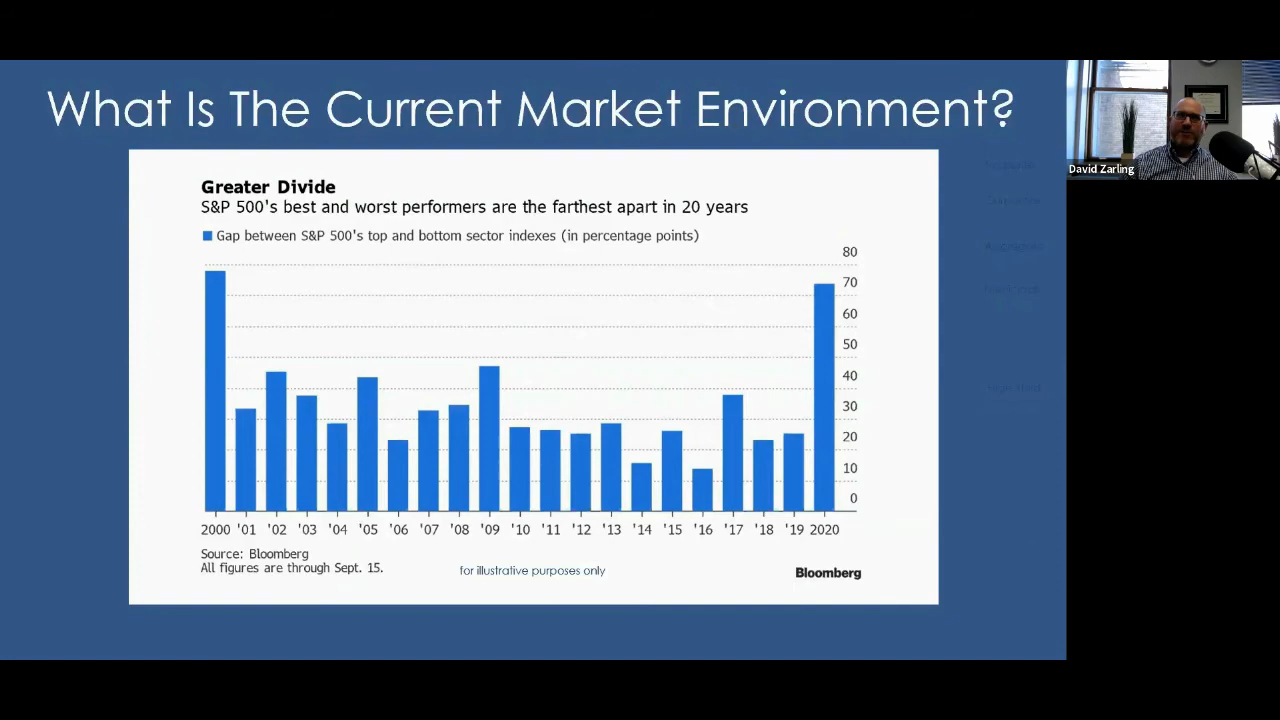 What Is The Current Market Environment?
David Zarling
Greater Divide
S&P 500's best and worst performers are the farthest apart in 20 years
Gap between S&P 500's top and bottom sector indexes (in percentage points)
80
70
60
50
40
30
20
10
0
2000 '01 '02 '03 '04 '05 '06 '07 '08 '09 '10 '11 '12 '13 '14 '15 '16 '17 '18 '19 2020
Source: Bloomberg
All figures are through Sept. 15.
for illustrative purposes only
Bloomberg